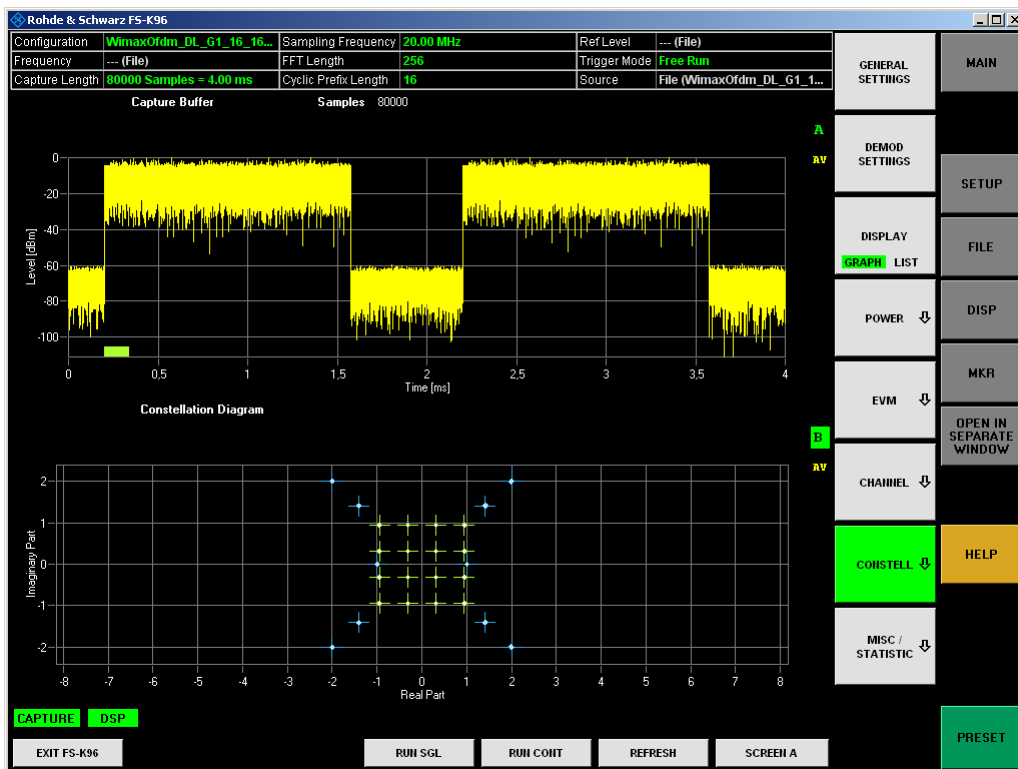 Rohde & Schwarz FS-K96
Configuration WimaxOfdm_DL_G1_16_16... Sampling Frequency 20.00 MHz Ref Level --- (File)
Frequency --- (File) FFT Length 256 Trigger Mode Free Run
Capture Length 80000 Samples = 4.00 ms Cyclic Prefix Length 16 Source File (WimaxOfdm_DL_G1_1...
Capture Buffer Samples 80000
A
AV
0
-20
-40
-60
-80
-100
Level [dBm]
0 0,5 1 1,5 2 2,5 3 3,5 4
Time [ms]
Constellation Diagram
B
AV
2
1
0
-1
-2
Imaginary Part
-8 -7 -6 -5 -4 -3 -2 -1 0 1 2 3 4 5 6 7 8
Real Part
CAPTURE DSP
EXIT FS-K96 RUN SGL RUN CONT REFRESH SCREEN A
GENERAL
SETTINGS
DEMOD
SETTINGS
DISPLAY
GRAPH LIST
POWER
EVM
CHANNEL
CONSTELL
MISC /
STATISTIC
MAIN
SETUP
FILE
DISP
MKR
OPEN IN
SEPARATE
WINDOW
HELP
PRESET